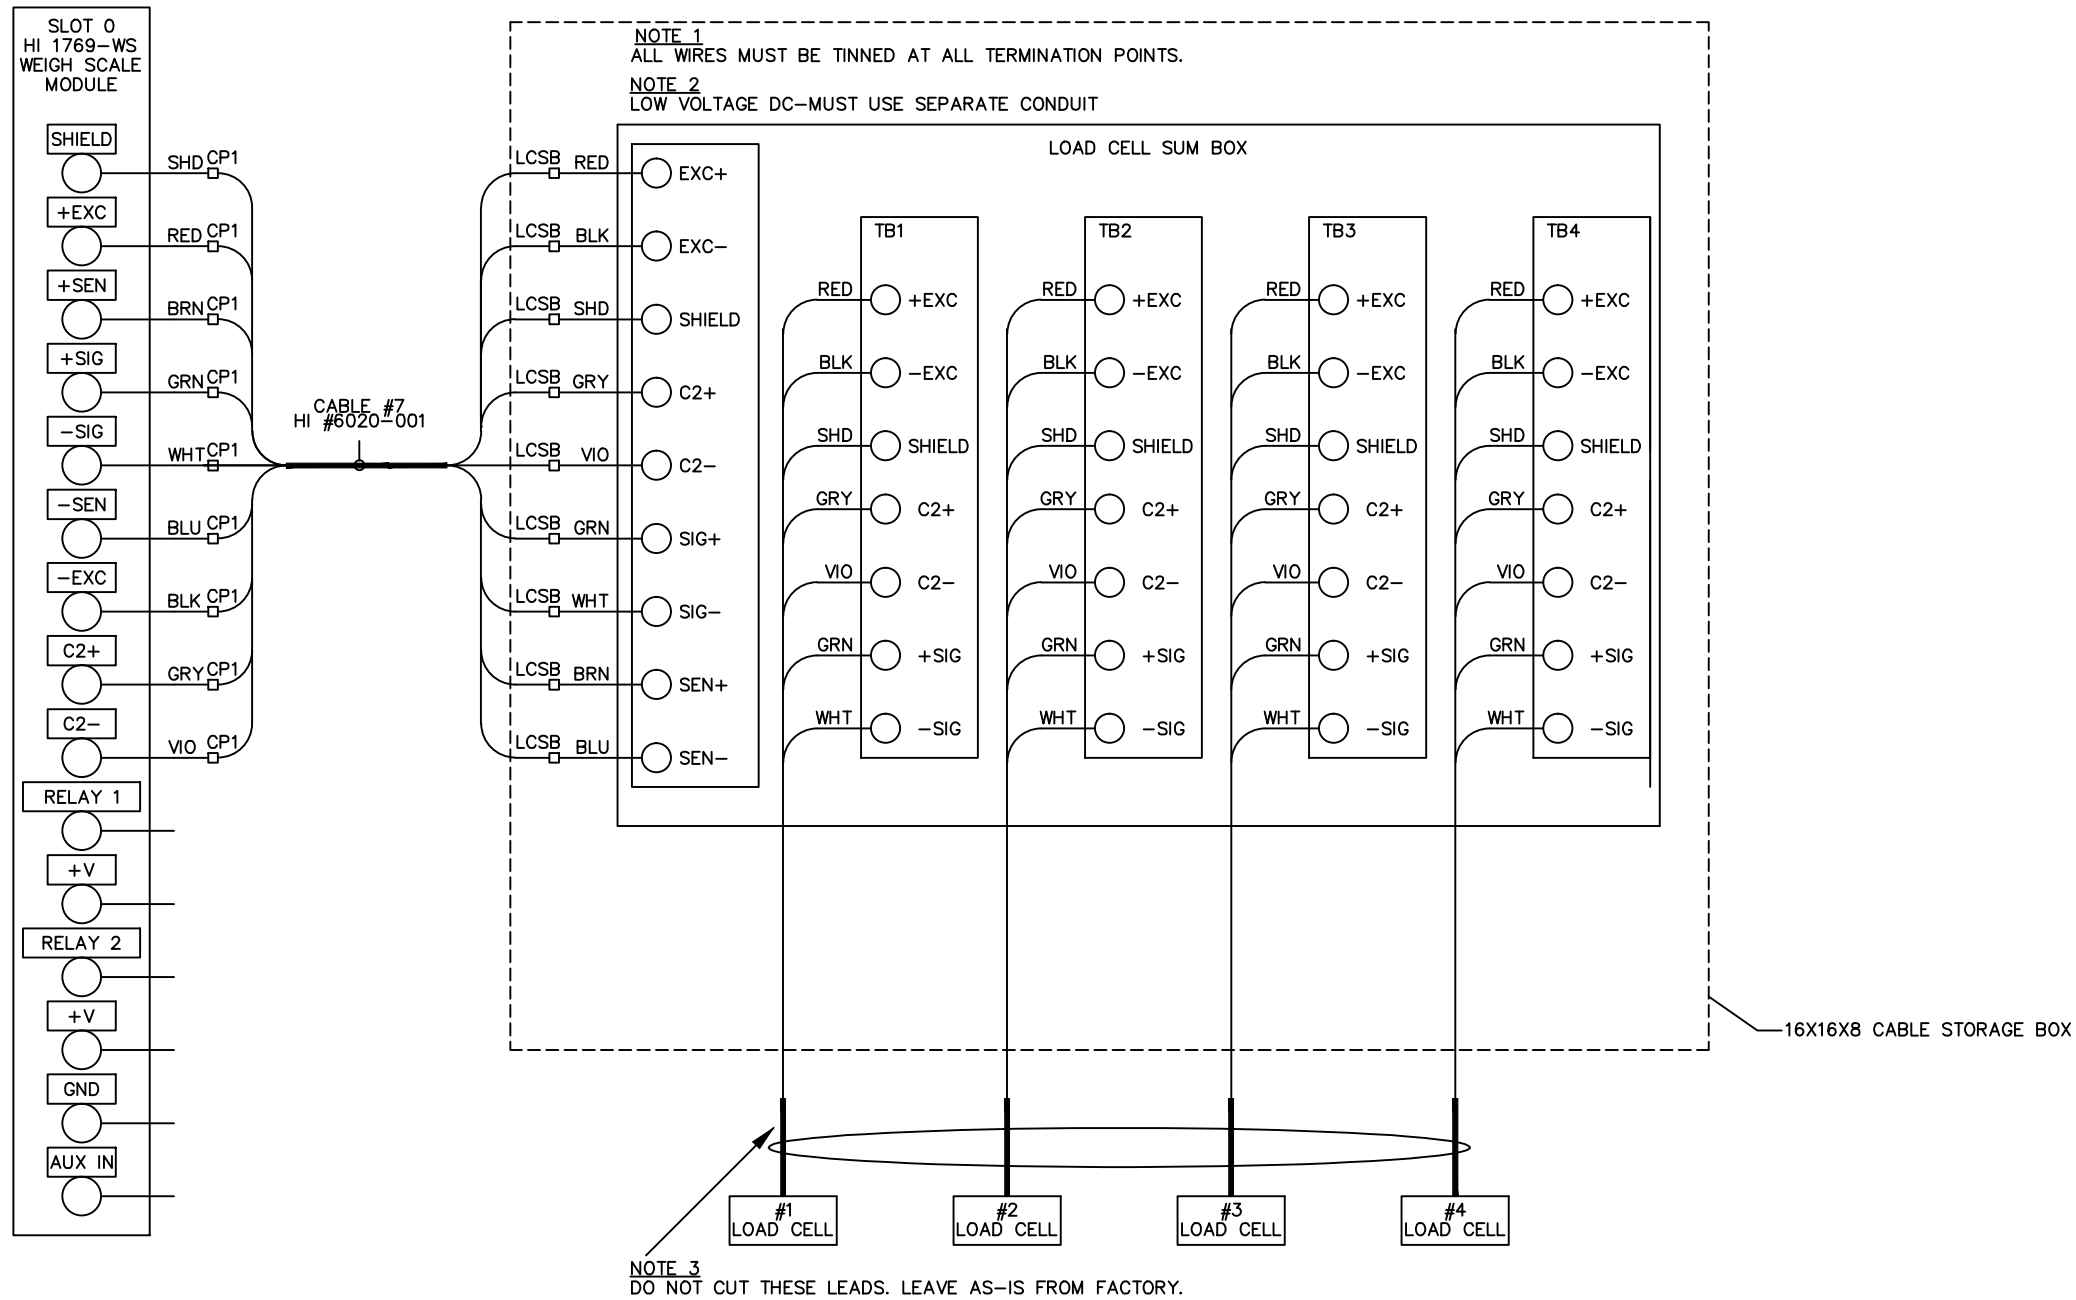 SLOT 0
HI 1769-WS
WEIGH SCALE
MODULE
SHIELD
SHD CP1
+EXC
RED CP1
+SEN
BRN CP1
+SIG
GRN CP1
-SIG
WHT CP1
-SEN
BLU CP1
-EXC
BLK CP1
C2+
GRY CP1
C2-
VIO CP1
RELAY 1
+V
RELAY 2
+V
GND
AUX IN
CABLE #7
HI #6020-001
NOTE 1
ALL WIRES MUST BE TINNED AT ALL TERMINATION POINTS.
NOTE 2
LOW VOLTAGE DC-MUST USE SEPARATE CONDUIT
LOAD CELL SUM BOX
LCSB RED EXC+
LCSB BLK EXC-
LCSB SHD SHIELD
LCSB GRY C2+
LCSB VIO C2-
LCSB GRN SIG+
LCSB WHT SIG-
LCSB BRN SEN+
LCSB BLU SEN-
TB1
RED +EXC
BLK -EXC
SHD SHIELD
GRY C2+
VIO C2-
GRN +SIG
WHT -SIG
TB2
RED +EXC
BLK -EXC
SHD SHIELD
GRY C2+
VIO C2-
GRN +SIG
WHT -SIG
TB3
RED +EXC
BLK -EXC
SHD SHIELD
GRY C2+
VIO C2-
GRN +SIG
WHT -SIG
TB4
RED +EXC
BLK -EXC
SHD SHIELD
GRY C2+
VIO C2-
GRN +SIG
WHT -SIG
16X16X8 CABLE STORAGE BOX
#1
LOAD CELL
#2
LOAD CELL
#3
LOAD CELL
#4
LOAD CELL
NOTE 3
DO NOT CUT THESE LEADS. LEAVE AS-IS FROM FACTORY.